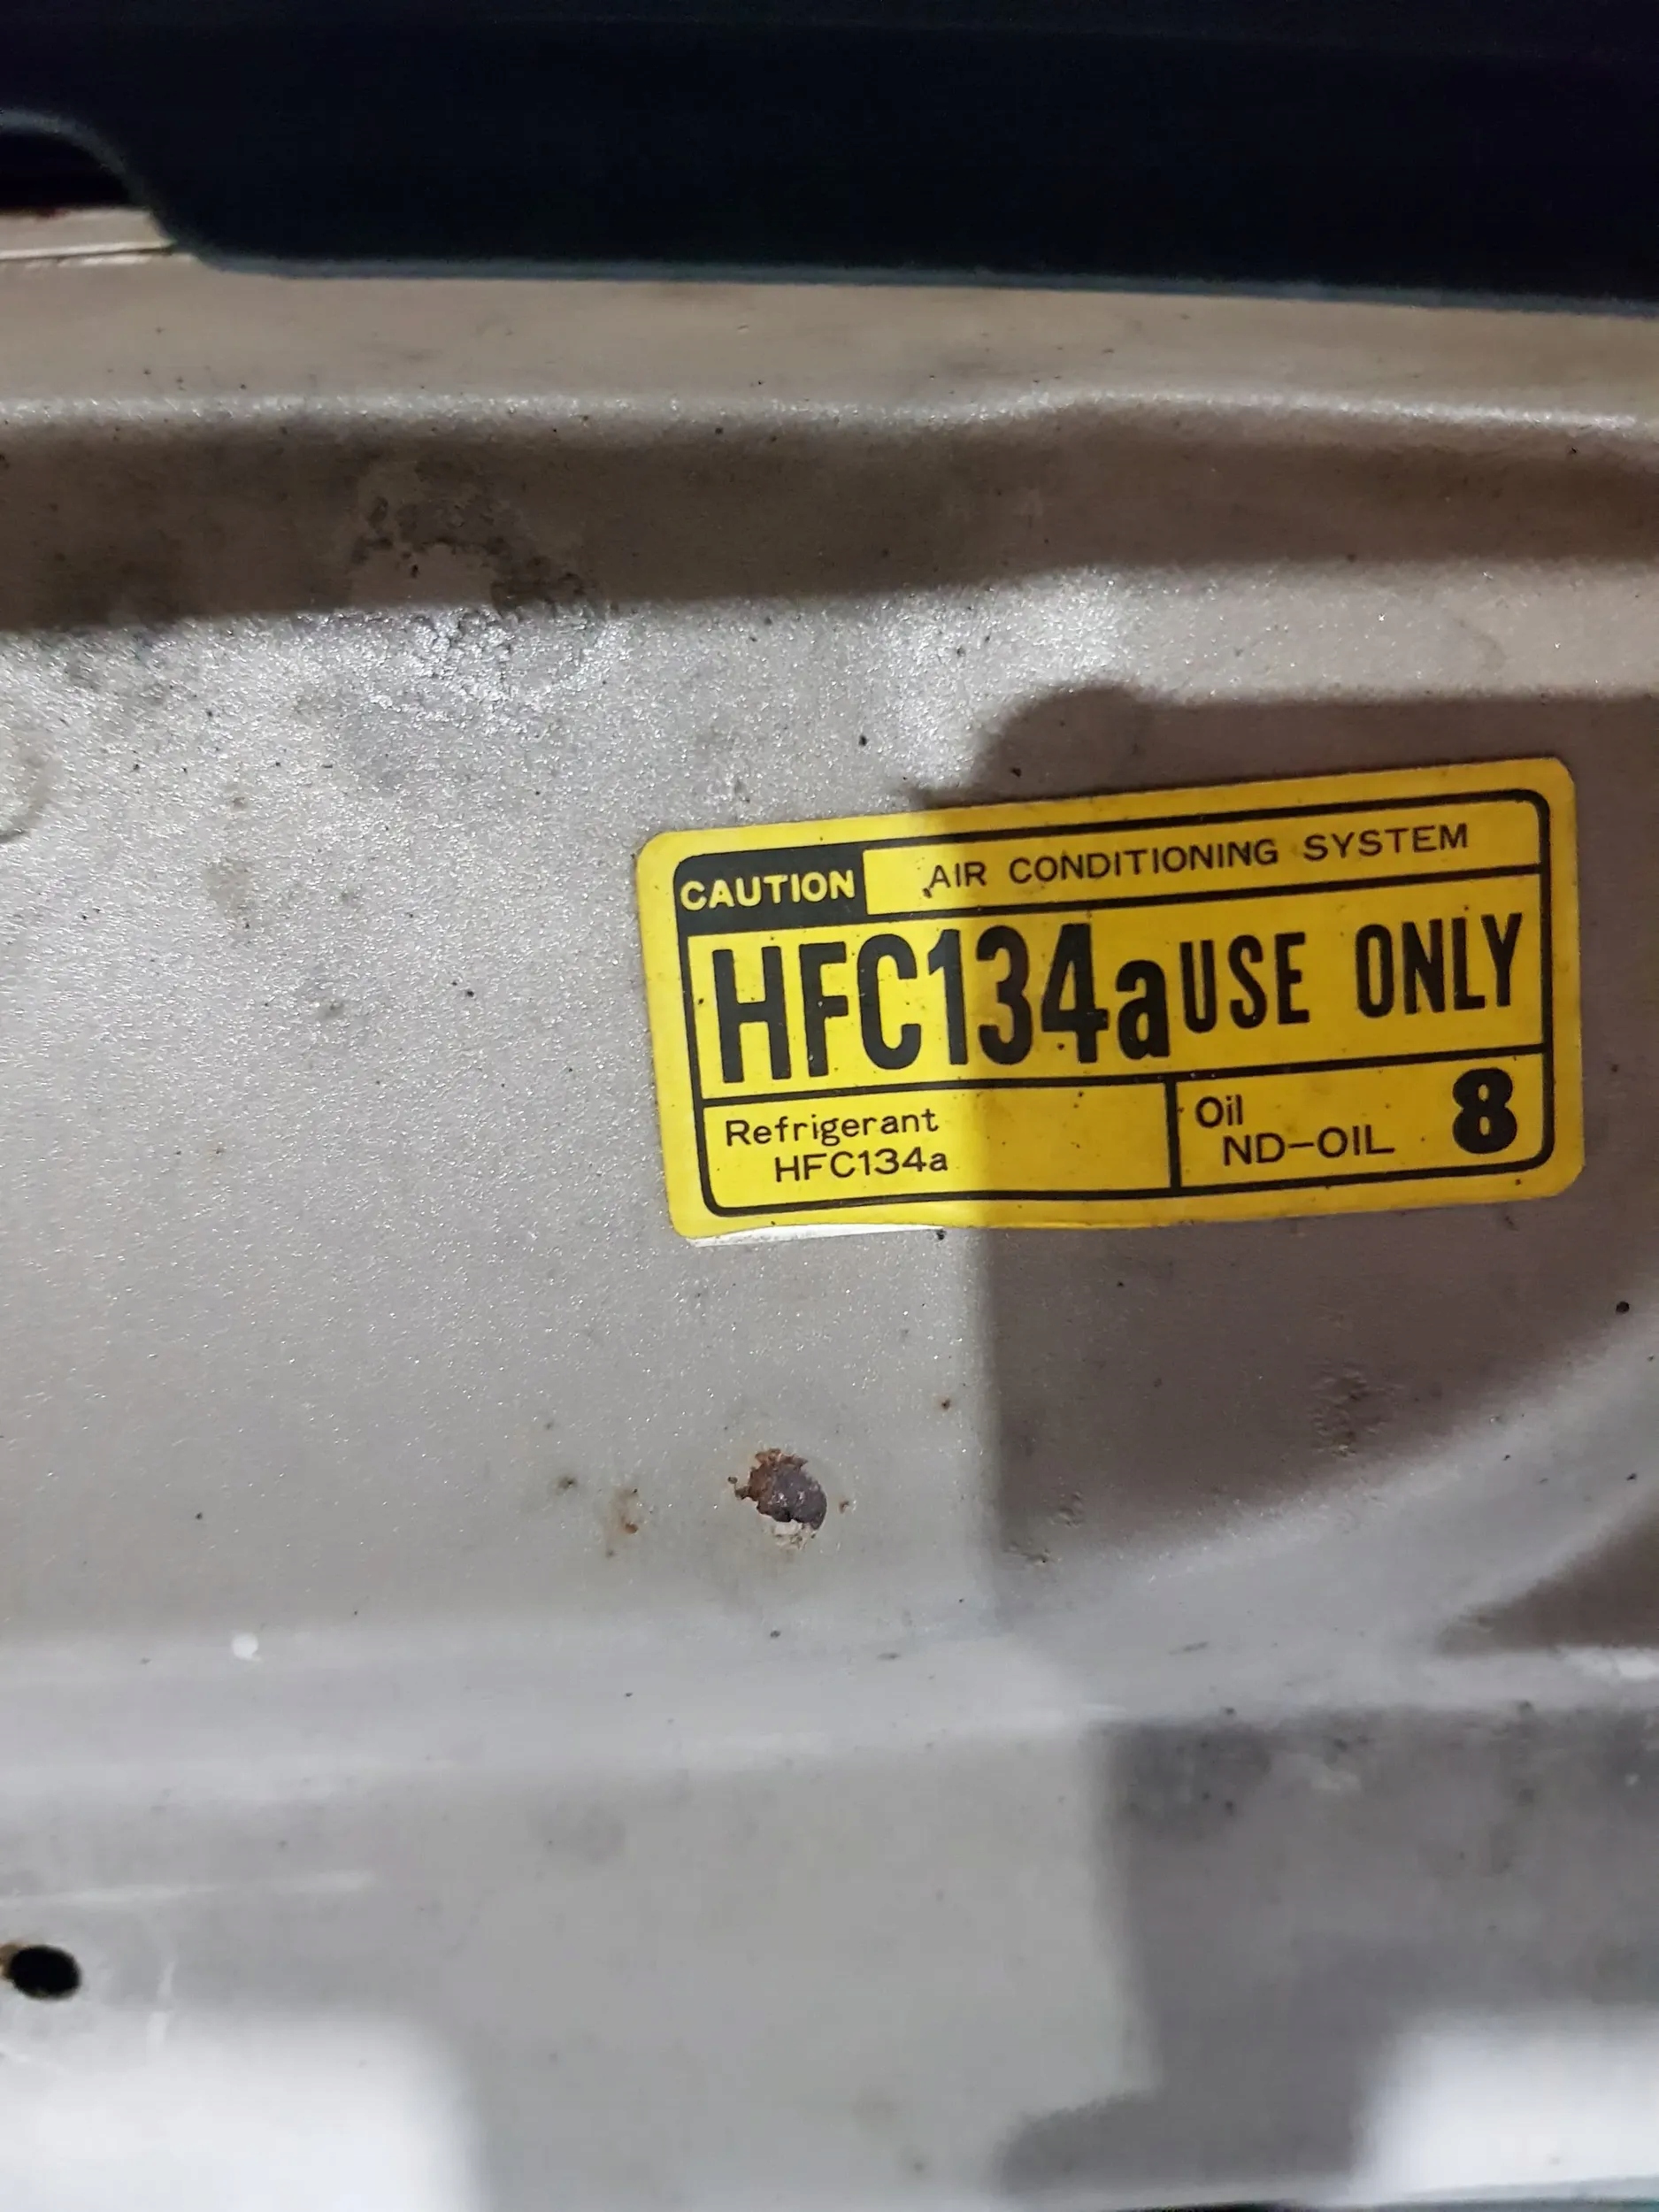 CAUTION AIR CONDITIONING SYSTEM
HFC134a USE ONLY
Refrigerant
HFC134a
Oil
ND-OIL 8